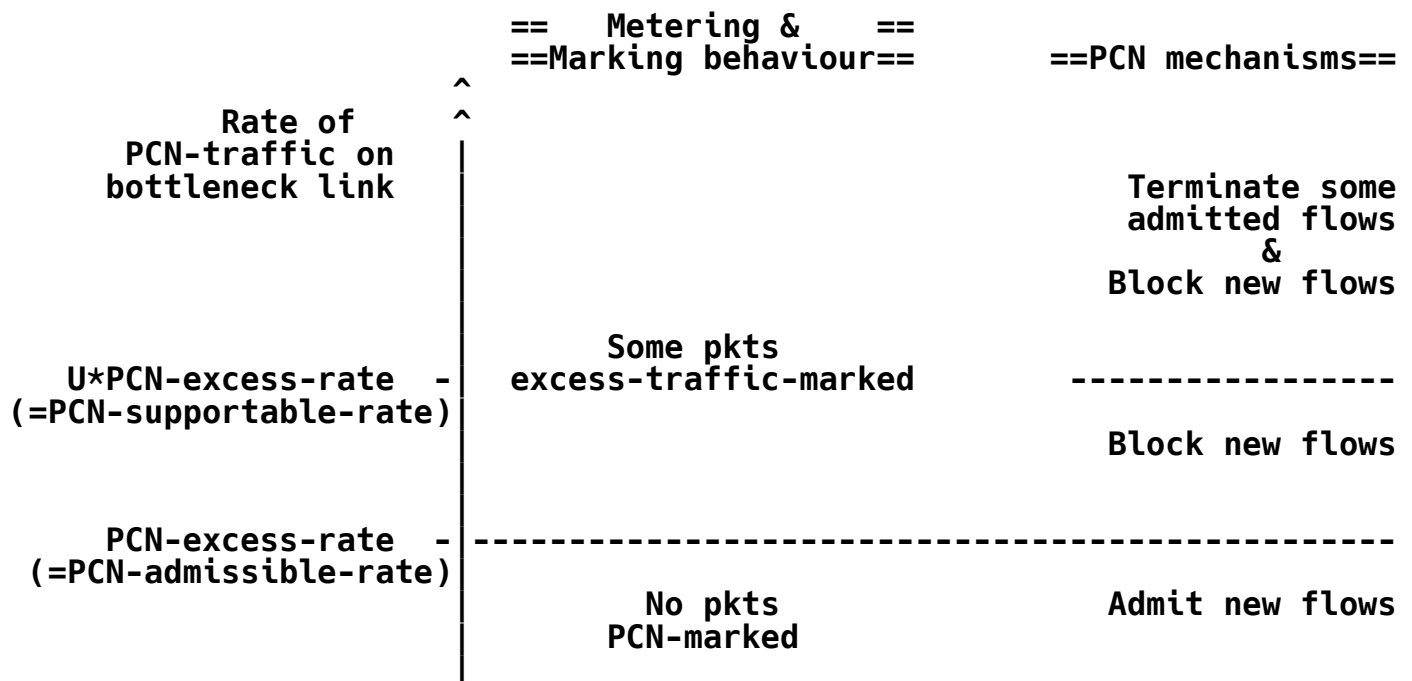 ==   Metering &    ==
==Marking behaviour==       ==PCN mechanisms==
^
Rate of     ^
PCN-traffic on   |
bottleneck link   |                                  Terminate some
|                                  admitted flows
|                                         &
|                                 Block new flows
|
|       Some pkts
U*PCN-excess-rate  -|  excess-traffic-marked        -----------------
(=PCN-supportable-rate)|
|                                 Block new flows
|
|
PCN-excess-rate  -|------------------------------------------------
(=PCN-admissible-rate)|
|         No pkts                 Admit new flows
|       PCN-marked
|